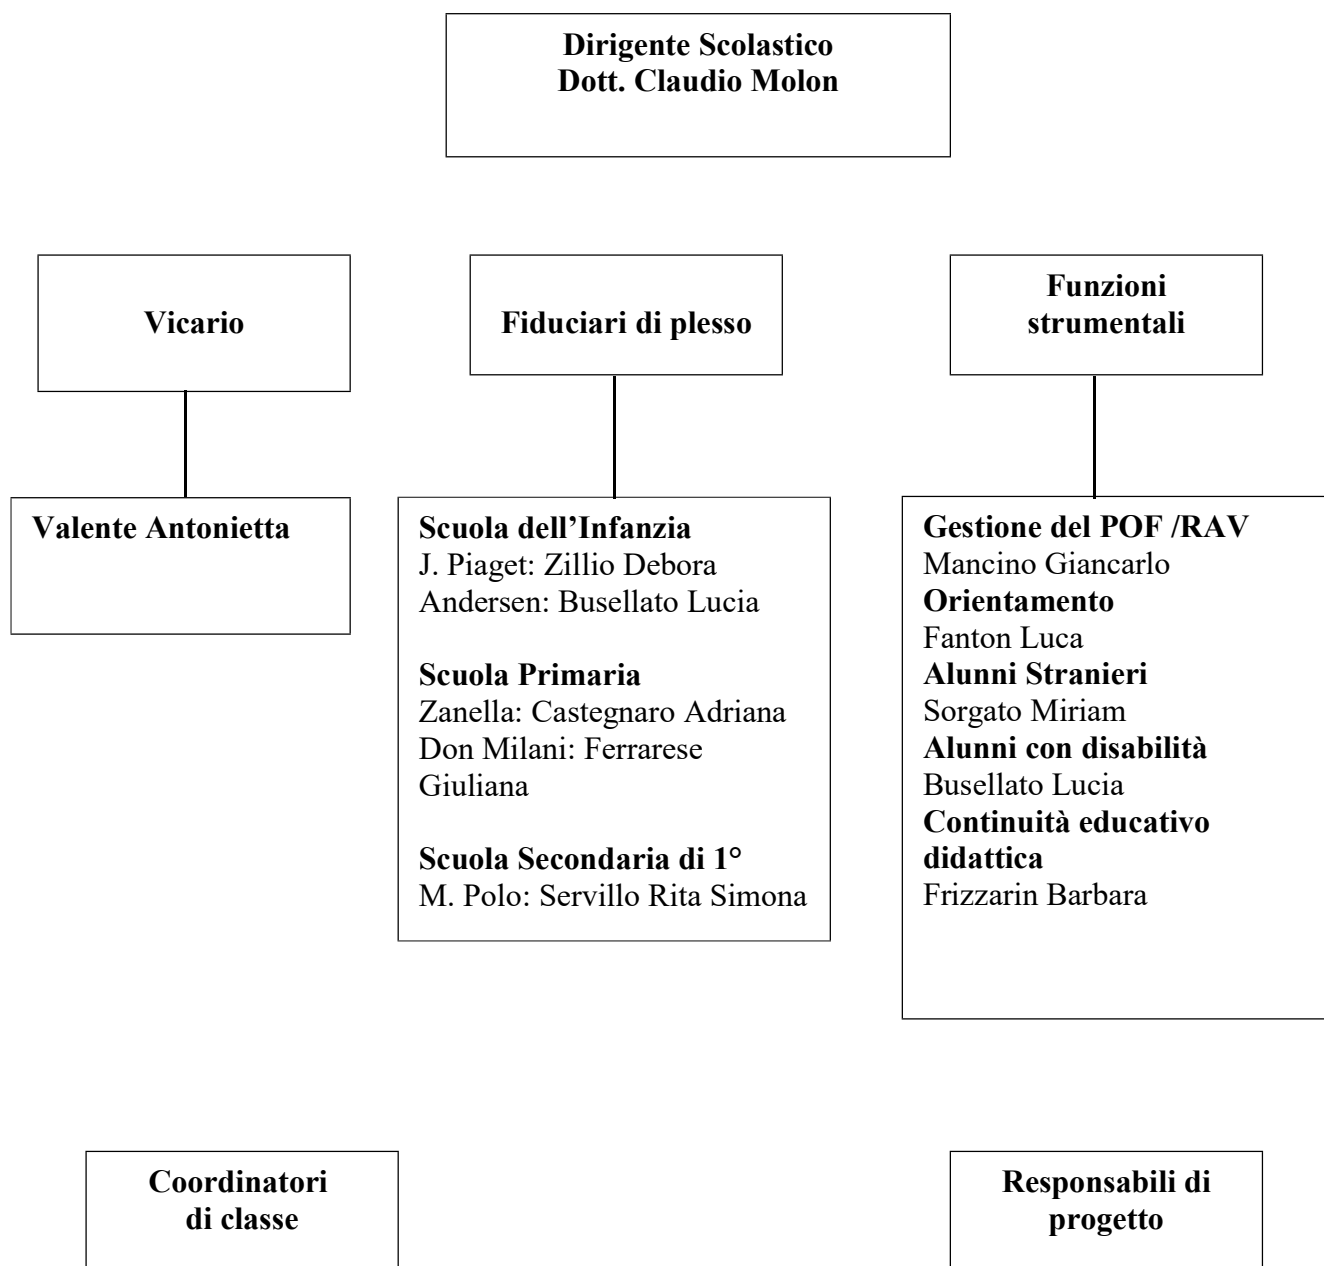 Dirigente Scolastico
Dott. Claudio Molon
Vicario
Fiduciari di plesso
Funzioni
strumentali
Valente Antonietta
Scuola dell’Infanzia
J. Piaget: Zillio Debora
Andersen: Busellato Lucia
Scuola Primaria
Zanella: Castegnaro Adriana
Don Milani: Ferrarese
Giuliana
Scuola Secondaria di 1°
M. Polo: Servillo Rita Simona
Gestione del POF /RAV
Mancino Giancarlo
Orientamento
Fanton Luca
Alunni Stranieri
Sorgato Miriam
Alunni con disabilità
Busellato Lucia
Continuità educativo
didattica
Frizzarin Barbara
Coordinatori
di classe
Responsabili di
progetto